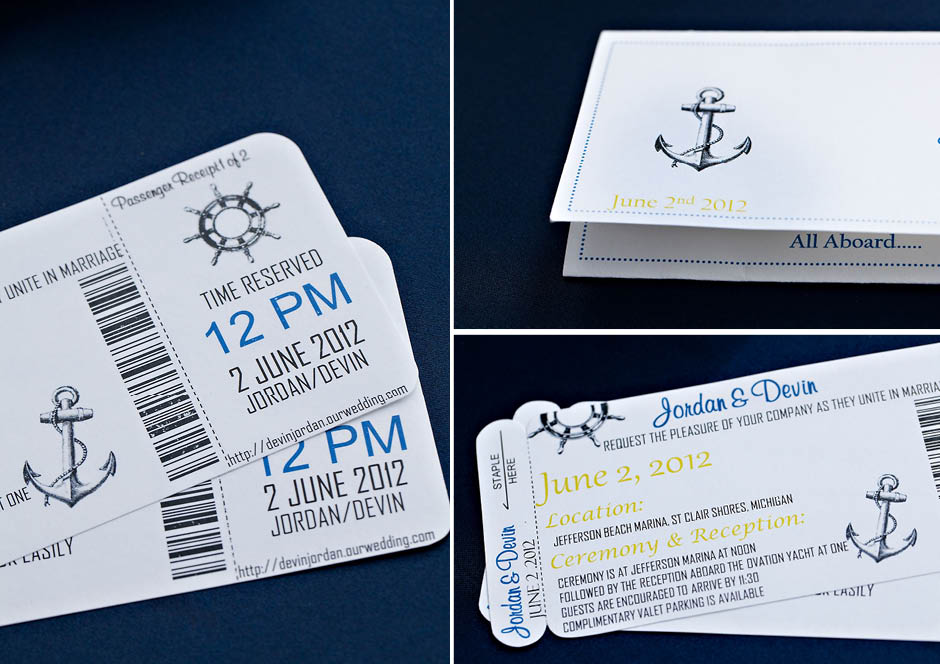 Passenger Receipt 1 of 2
UNITE IN MARRIAGE
TIME RESERVED
12 PM
2 JUNE 2012
JORDAN/DEVIN
http://devinjordan.ourwedding.com
AT ONE
EASILY
12 PM
2 JUNE 2012
JORDAN/DEVIN
http://devinjordan.ourwedding.com
June 2nd 2012
All Aboard.....
STAPLE
HERE
Jordan & Devin
JUNE 2, 2012
Jordan & Devin
REQUEST THE PLEASURE OF YOUR COMPANY AS THEY UNITE IN MARRIAGE
June 2, 2012
Location:
JEFFERSON BEACH MARINA, ST CLAIR SHORES, MICHIGAN
Ceremony & Reception:
CEREMONY IS AT JEFFERSON MARINA AT NOON
FOLLOWED BY THE RECEPTION ABOARD THE OVATION YACHT AT ONE
GUESTS ARE ENCOURAGED TO ARRIVE BY 11:30
COMPLIMENTARY VALET PARKING IS AVAILABLE
EASILY